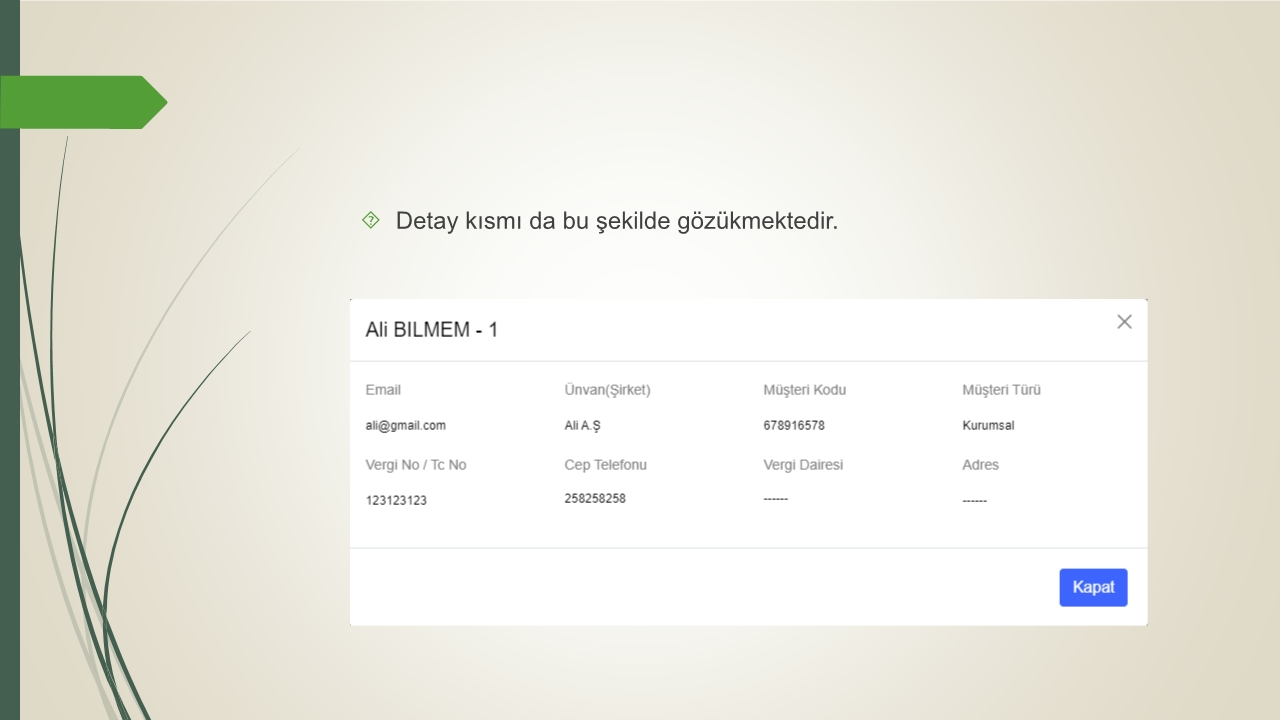 Detay kısmı da bu şekilde gözükmektedir.
Ali BILMEM - 1
Email Ünvan(Şirket) Müşteri Kodu Müşteri Türü
ali@gmail.com Ali A.Ş 678916578 Kurumsal
Vergi No / Tc No Cep Telefonu Vergi Dairesi Adres
123123123 258258258 ------ ------
Kapat